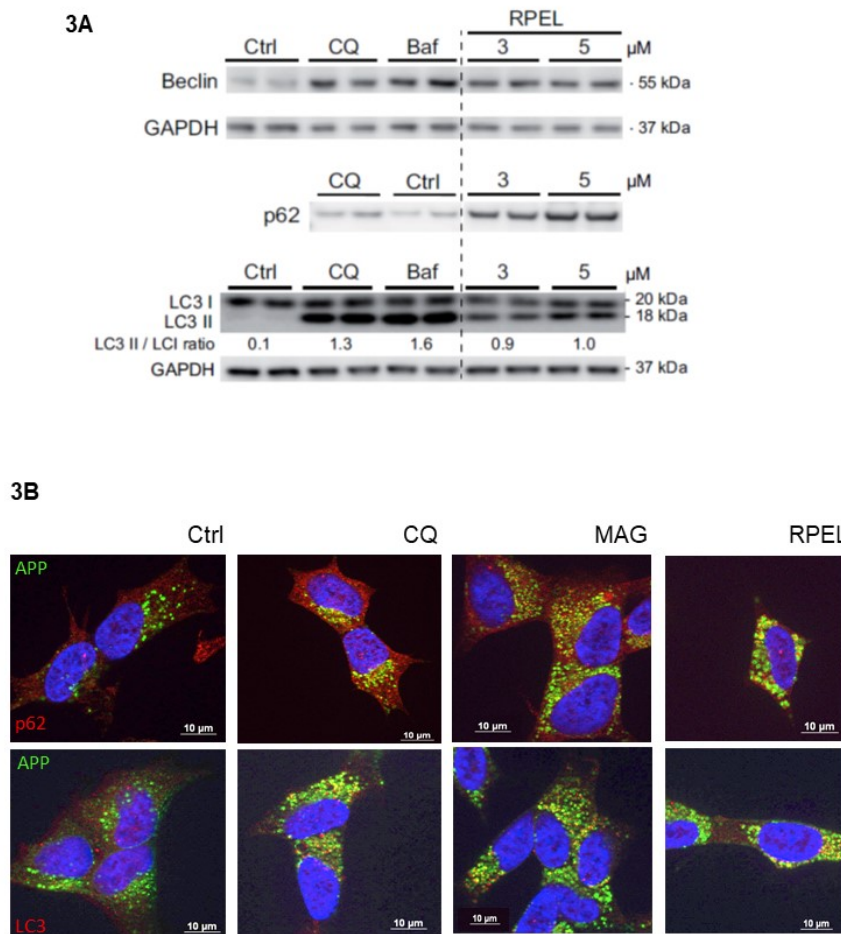 3A
RPEL
Ctrl CQ Baf 3 5 µM
Beclin - 55 kDa
GAPDH - 37 kDa
CQ Ctrl 3 5 µM
p62
Ctrl CQ Baf 3 5 µM
LC3 I - 20 kDa
LC3 II - 18 kDa
LC3 II / LCI ratio 0.1 1.3 1.6 0.9 1.0
GAPDH - 37 kDa
3B
Ctrl CQ MAG RPEL
APP
p62 10 µm 10 µm 10 µm 10 µm
APP
LC3 10 µm 10 µm 10 µm 10 µm